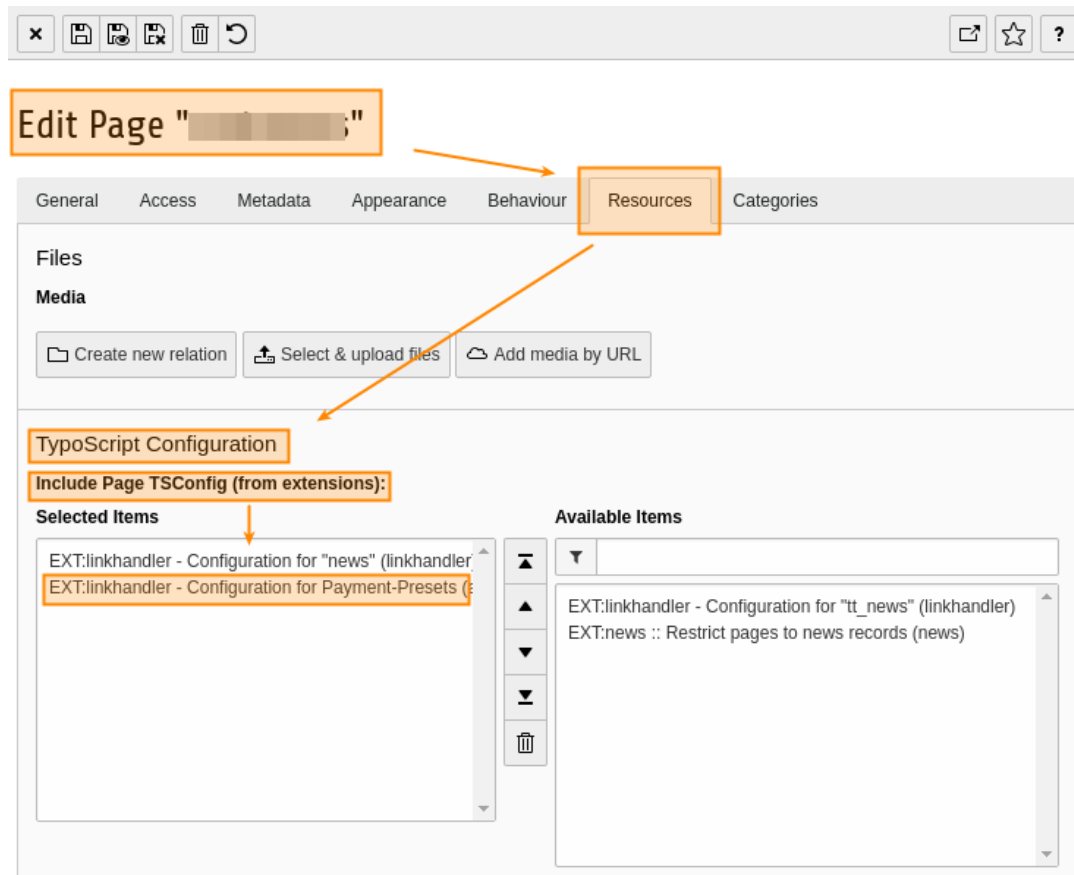 ?
Edit Page "
"
General Access Metadata Appearance Behaviour Resources Categories
Files
Media
Create new relation Select & upload files Add media by URL
TypoScript Configuration
Include Page TSConfig (from extensions):
Selected Items
EXT:linkhandler - Configuration for "news" (linkhandler)
EXT:linkhandler - Configuration for Payment-Presets (
Available Items
EXT:linkhandler - Configuration for "tt_news" (linkhandler)
EXT:news :: Restrict pages to news records (news)